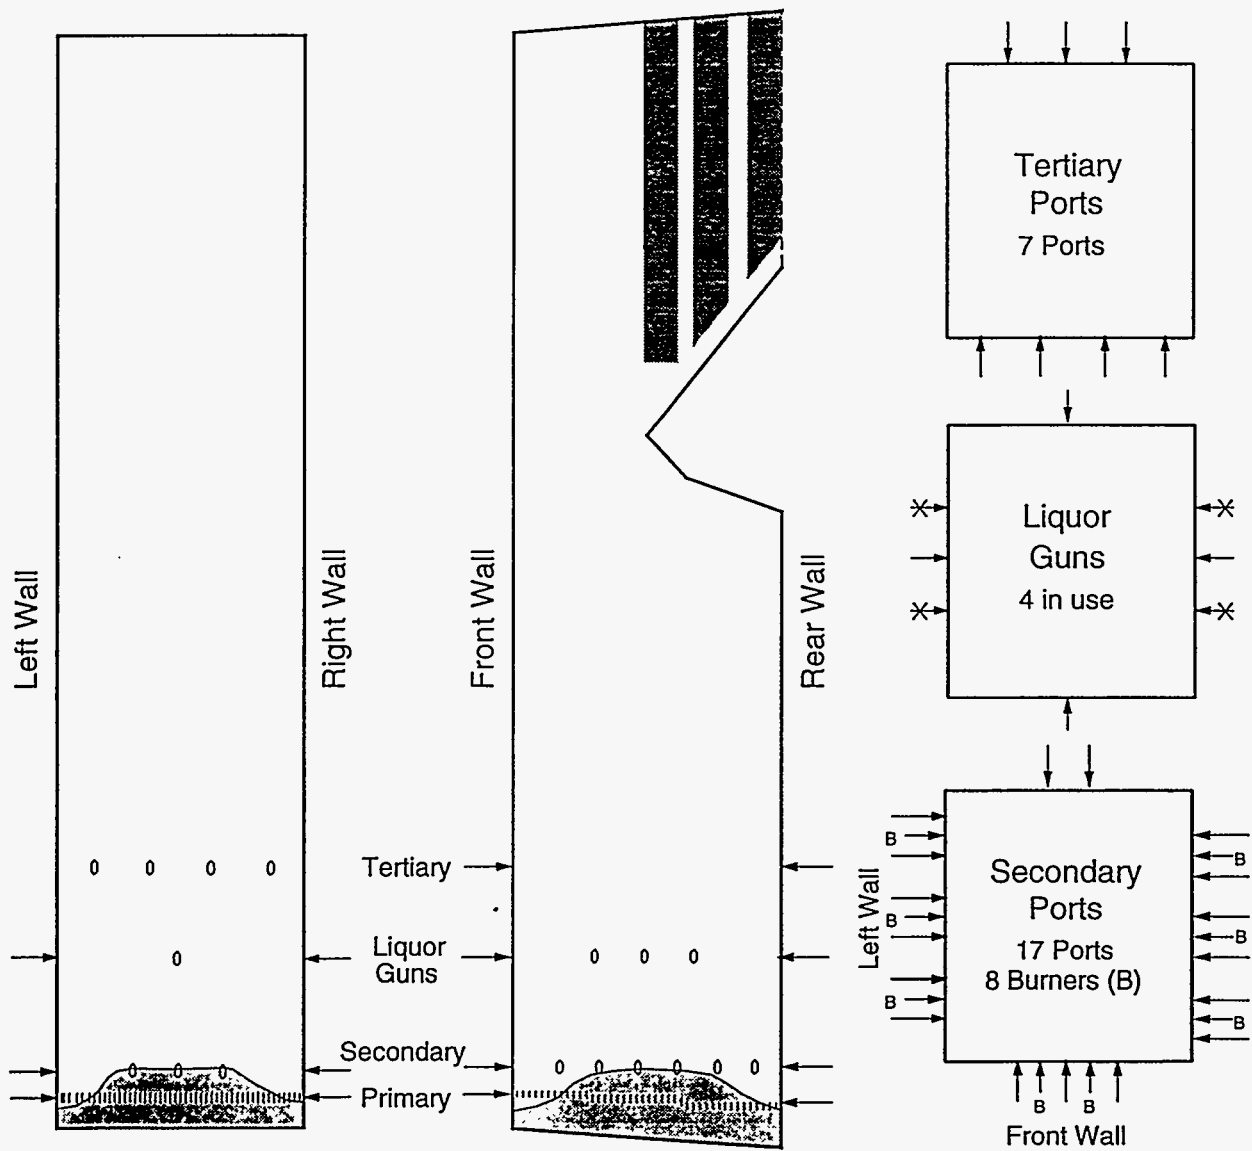 Left Wall
Right Wall
Front Wall
Rear Wall
Tertiary
Liquor
Guns
Secondary
Primary
Tertiary
Ports
7 Ports
Liquor
Guns
4 in use
Left Wall
B
B
B
Secondary
Ports
17 Ports
8 Burners (B)
B
B
B
B
B
Front Wall